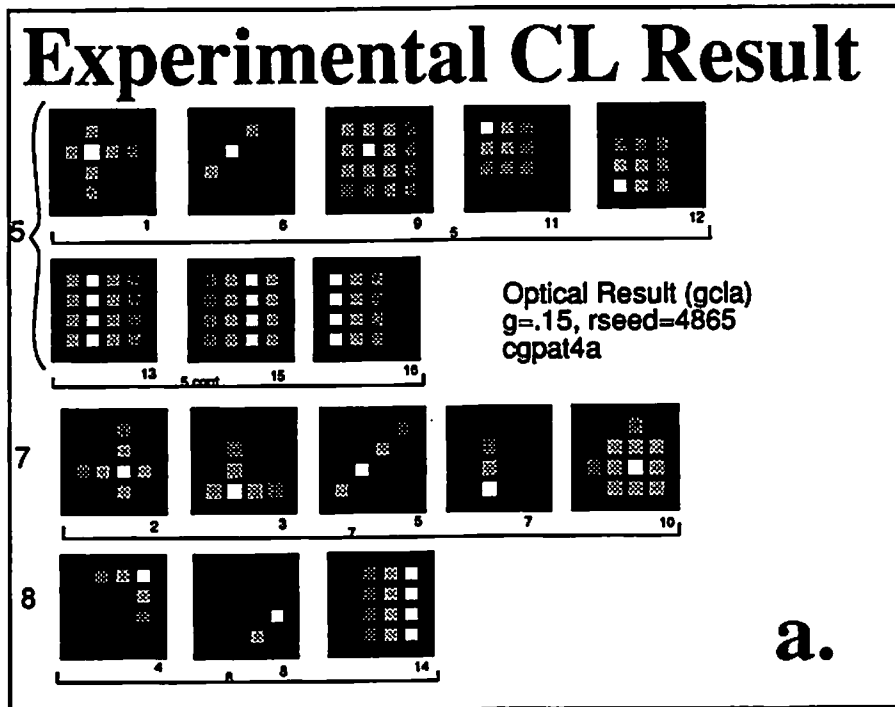 Experimental CL Result
5
1 6 9 11 12
5
Optical Result (gcla)
g=.15, rseed=4865
cgpat4a
13 15 16
5 cont
7
2 3 5 7 10
7
8
4 8 14
8
a.